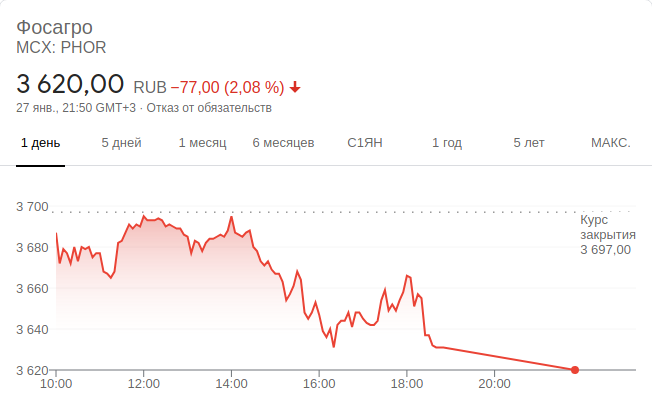 Фосагро
MCX: PHOR
3 620,00 RUB −77,00 (2,08 %)
27 янв., 21:50 GMT+3 · Отказ от обязательств
1 день 5 дней 1 месяц 6 месяцев С1ЯН 1 год 5 лет МАКС.
3 700
Курс
закрытия
3 697,00
3 680
3 660
3 640
3 620
10:00 12:00 14:00 16:00 18:00 20:00